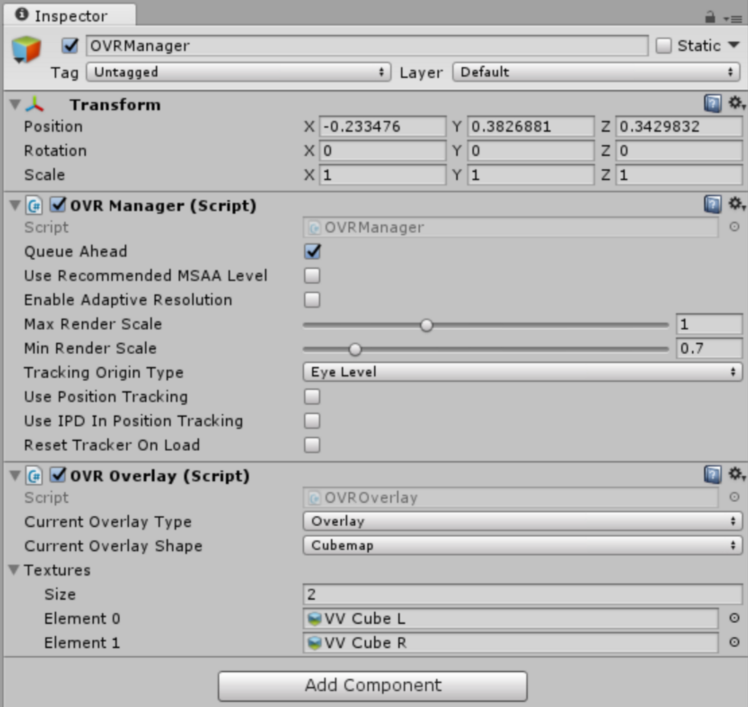 Inspector
OVRManager Static
Tag Untagged Layer Default
Transform
Position X -0.233476 Y 0.3826881 Z 0.3429832
Rotation X 0 Y 0 Z 0
Scale X 1 Y 1 Z 1
OVR Manager (Script)
Script OVRManager
Queue Ahead
Use Recommended MSAA Level
Enable Adaptive Resolution
Max Render Scale 1
Min Render Scale 0.7
Tracking Origin Type Eye Level
Use Position Tracking
Use IPD In Position Tracking
Reset Tracker On Load
OVR Overlay (Script)
Script OVROverlay
Current Overlay Type Overlay
Current Overlay Shape Cubemap
Textures
Size 2
Element 0 VV Cube L
Element 1 VV Cube R
Add Component